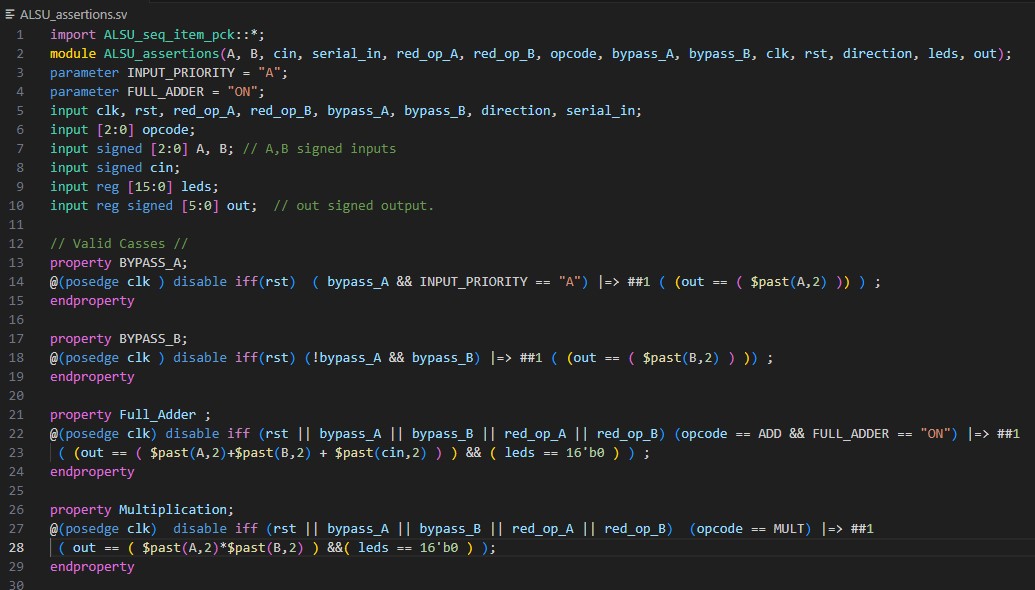 ALSU_assertions.sv
1 import ALSU_seq_item_pck::*;
2 module ALSU_assertions(A, B, cin, serial_in, red_op_A, red_op_B, opcode, bypass_A, bypass_B, clk, rst, direction, leds, out);
3 parameter INPUT_PRIORITY = "A";
4 parameter FULL_ADDER = "ON";
5 input clk, rst, red_op_A, red_op_B, bypass_A, bypass_B, direction, serial_in;
6 input [2:0] opcode;
7 input signed [2:0] A, B; // A,B signed inputs
8 input signed cin;
9 input reg [15:0] leds;
10 input reg signed [5:0] out;  // out signed output.
11
12 // Valid Casses //
13 property BYPASS_A;
14 @(posedge clk ) disable iff(rst)  ( bypass_A && INPUT_PRIORITY == "A") |=> ##1 ( (out == ( $past(A,2) )) ) ;
15 endproperty
16
17 property BYPASS_B;
18 @(posedge clk ) disable iff(rst) (!bypass_A && bypass_B) |=> ##1 ( (out == ( $past(B,2) ) )) ;
19 endproperty
20
21 property Full_Adder ;
22 @(posedge clk) disable iff (rst || bypass_A || bypass_B || red_op_A || red_op_B) (opcode == ADD && FULL_ADDER == "ON") |=> ##1
23 ( (out == ( $past(A,2)+$past(B,2) + $past(cin,2) ) ) && ( leds == 16'b0 ) ) ;
24 endproperty
25
26 property Multiplication;
27 @(posedge clk)  disable iff (rst || bypass_A || bypass_B || red_op_A || red_op_B)  (opcode == MULT) |=> ##1
28 ( out == ( $past(A,2)*$past(B,2) ) &&( leds == 16'b0 ) );
29 endproperty
30